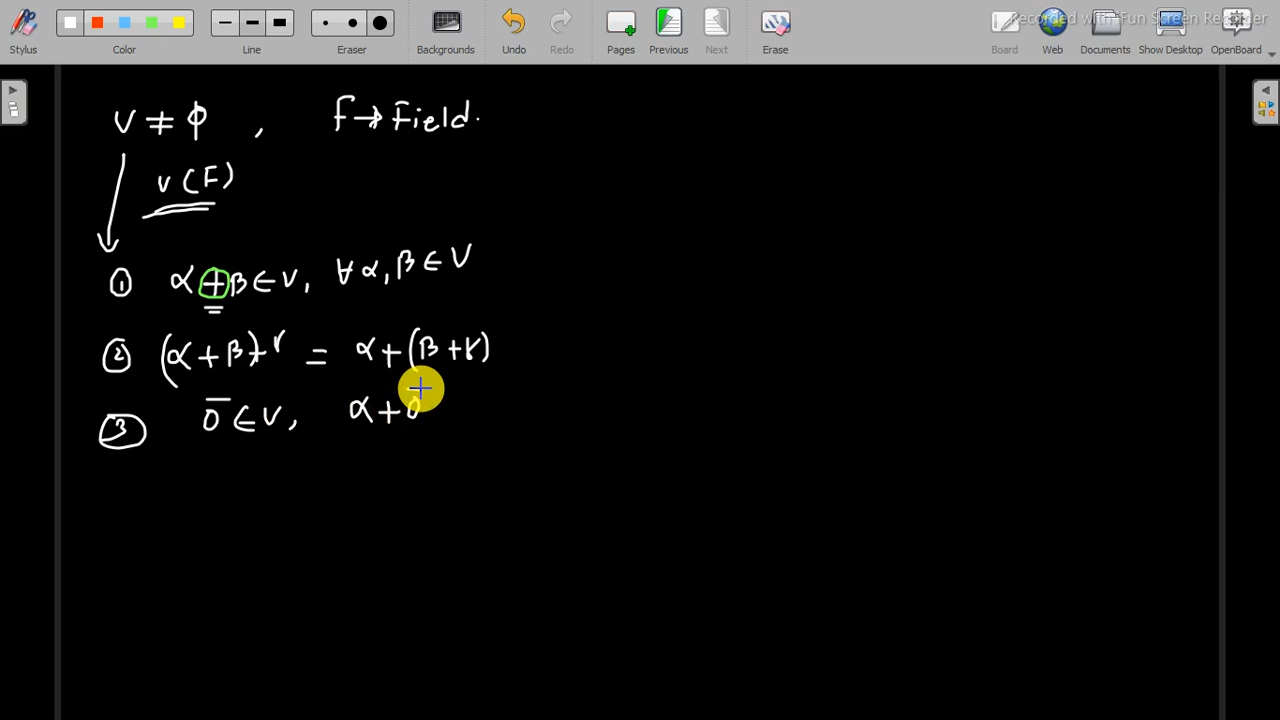 Recorded with iFun Screen Recorder
Stylus Color Line Eraser Backgrounds Undo Redo Pages Previous Next Erase Board Web Documents Show Desktop OpenBoard
V ≠ φ , F → Field.
V(F)
① α + β ∈ V, ∀ α, β ∈ V
② (α + β) + γ = α + (β + γ)
③ 0̅ ∈ V, α + 0̅